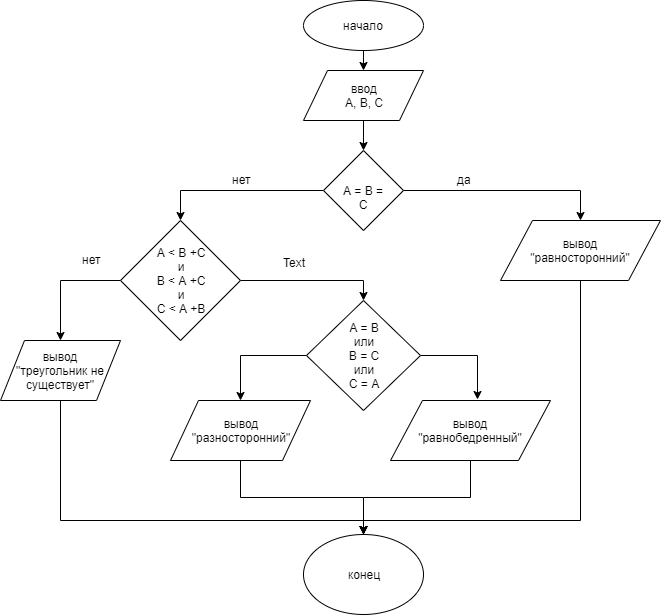 начало
ввод
A, B, C
нет
да
A = B =
C
вывод
"равносторонний"
A < B +C
и
B < A +C
и
C < A +B
нет
Text
A = B
или
B = C
или
C = A
вывод
"треугольник не
существует"
вывод
"разносторонний"
вывод
"равнобедренный"
конец